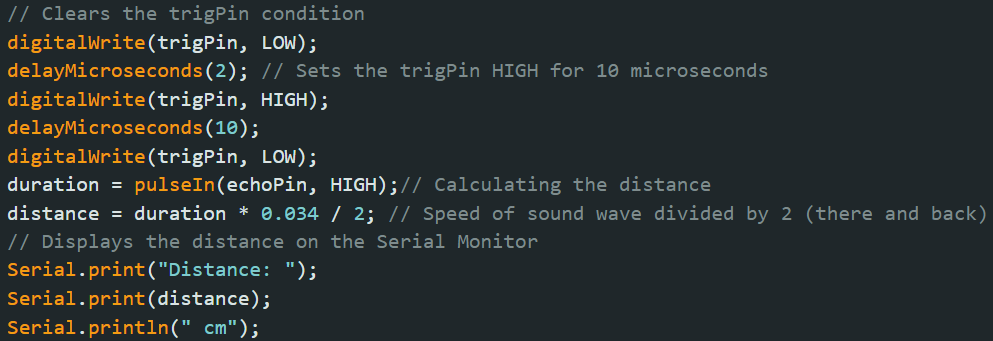 // Clears the trigPin condition
digitalWrite(trigPin, LOW);
delayMicroseconds(2); // Sets the trigPin HIGH for 10 microseconds
digitalWrite(trigPin, HIGH);
delayMicroseconds(10);
digitalWrite(trigPin, LOW);
duration = pulseIn(echoPin, HIGH);// Calculating the distance
distance = duration * 0.034 / 2; // Speed of sound wave divided by 2 (there and back)
// Displays the distance on the Serial Monitor
Serial.print("Distance: ");
Serial.print(distance);
Serial.println(" cm");